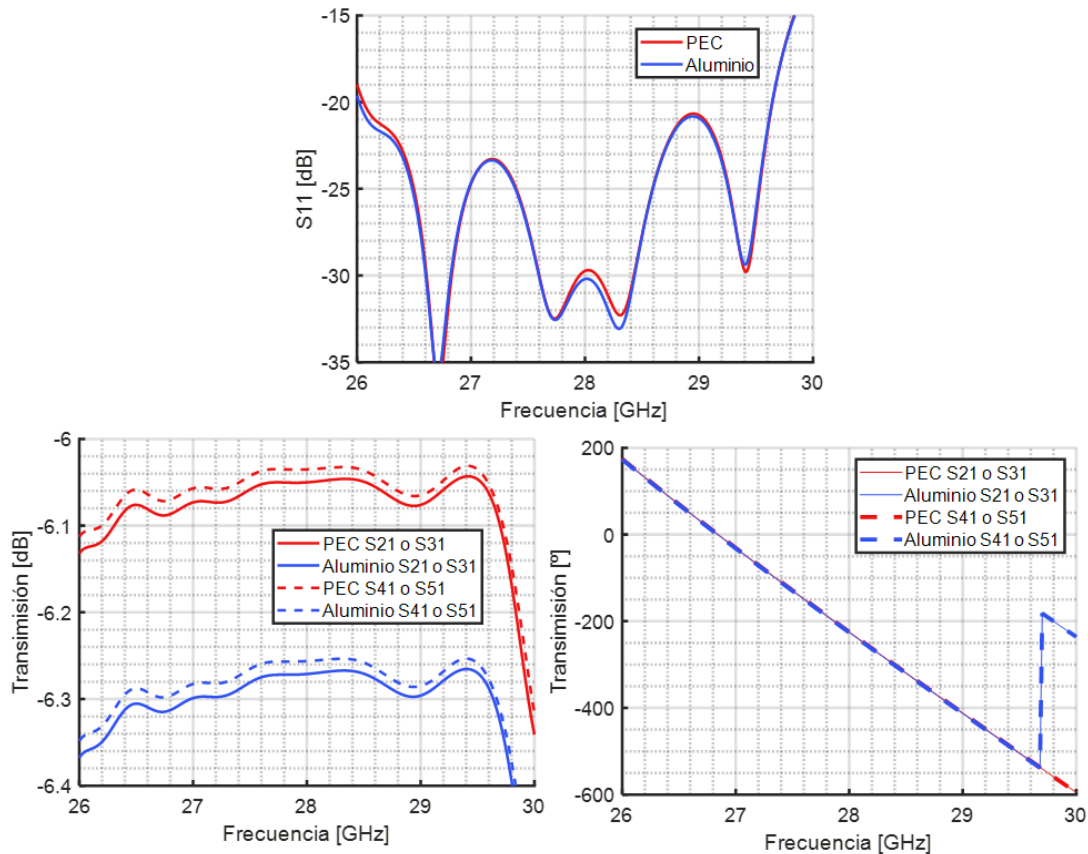 -15
-20
-25
-30
-35
S11 [dB]
PEC
Aluminio
26
27
28
29
30
Frecuencia [GHz]
-6
-6.1
-6.2
-6.3
-6.4
Transmisión [dB]
PEC S21 o S31
Aluminio S21 o S31
PEC S41 o S51
Aluminio S41 o S51
26
27
28
29
30
Frecuencia [GHz]
200
0
-200
-400
-600
Transimisión [º]
PEC S21 o S31
Aluminio S21 o S31
PEC S41 o S51
Aluminio S41 o S51
26
27
28
29
30
Frecuencia [GHz]